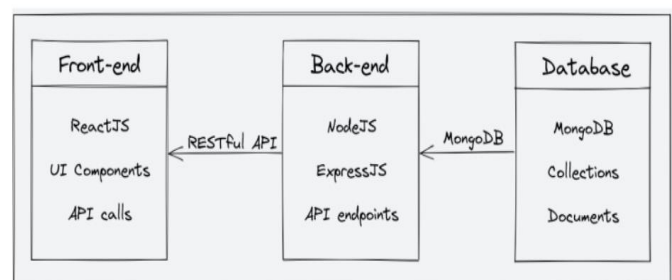 Front-end
ReactJS
UI Components
API calls
RESTful API
Back-end
NodeJS
ExpressJS
API endpoints
MongoDB
Database
MongoDB
Collections
Documents